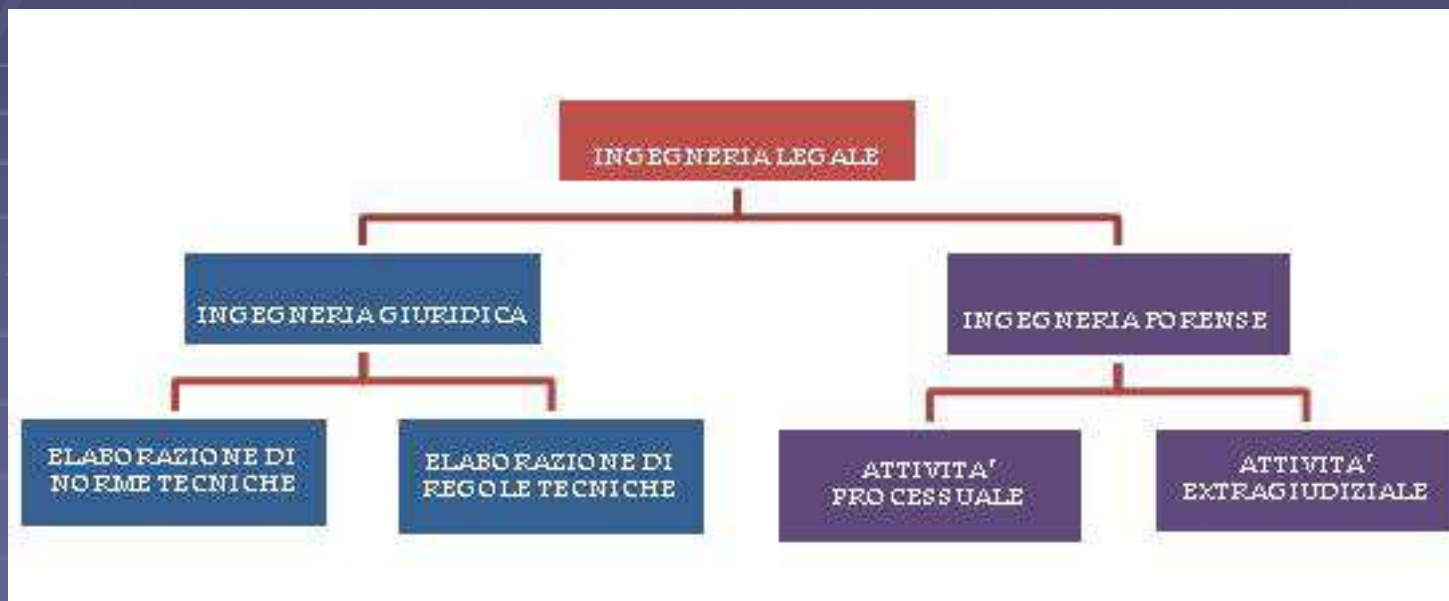 INGEGNERIA LEGALE
INGEGNERIA GIURIDICA
INGEGNERIA FORENSE
ELABORAZIONE DI
NORME TECNICHE
ELABORAZIONE DI
REGOLE TECNICHE
ATTIVITA'
PROCESSUALE
ATTIVITA'
EXTRAGIUDIZIALE